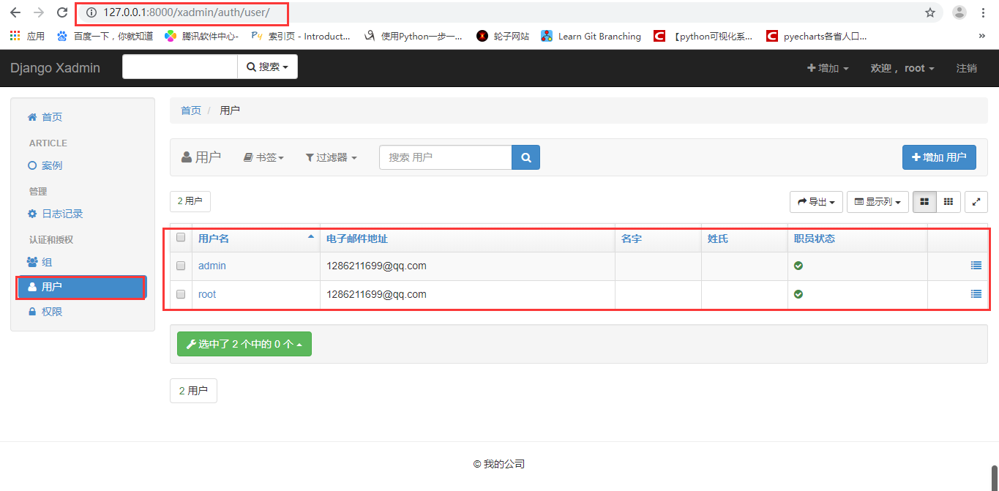 127.0.0.1:8000/xadmin/auth/user/
应用 百度一下，你就知道 腾讯软件中心- 索引页 - Introduct... 使用Python一步一... 轮子网站 Learn Git Branching 【python可视化系... pyecharts各省人口... »
Django Xadmin 搜索 增加 欢迎， root 注销
首页
ARTICLE
案例
管理
日志记录
认证和授权
组
用户
权限
首页 / 用户
用户 书签 过滤器 搜索 用户 增加 用户
2 用户 导出 显示列
用户名 电子邮件地址 名字 姓氏 职员状态
admin 1286211699@qq.com
root 1286211699@qq.com
选中了 2 个中的 0 个
2 用户
© 我的公司